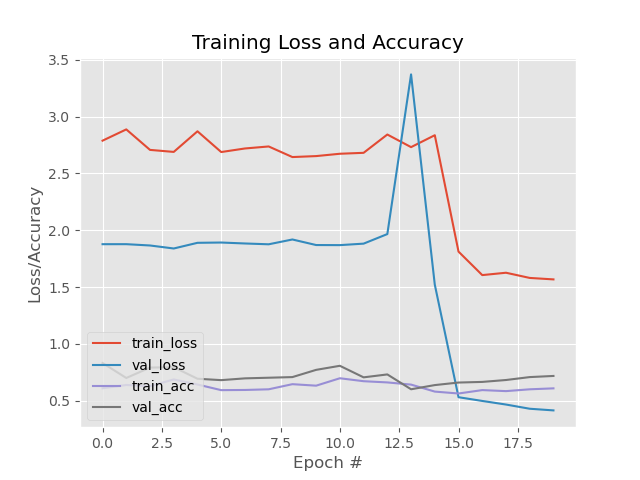 Training Loss and Accuracy
3.5
3.0
2.5
2.0
1.5
1.0
0.5
Loss/Accuracy
train_loss
val_loss
train_acc
val_acc
0.0 2.5 5.0 7.5 10.0 12.5 15.0 17.5
Epoch #